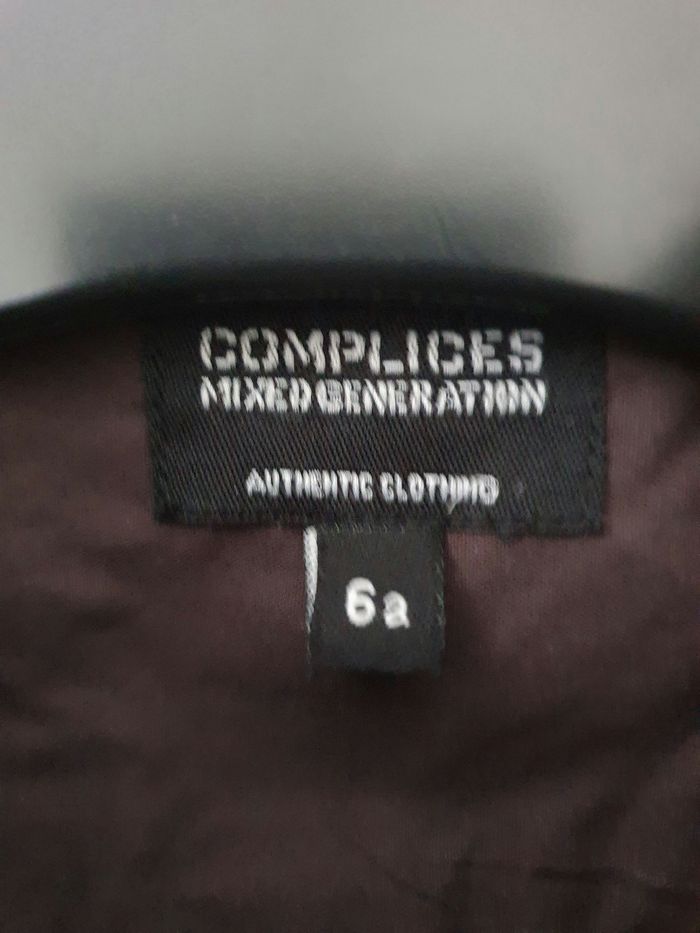 COMPLICES
MIXED GENERATION
AUTHENTIC CLOTHING
6a